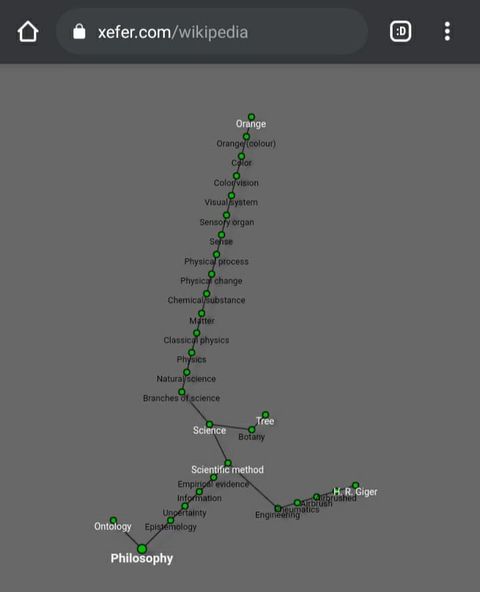 xefer.com/wikipedia
:D
Orange
Orange (colour)
Color
Color vision
Visual system
Sensory organ
Sense
Physical process
Physical change
Chemical substance
Matter
Classical physics
Physics
Natural science
Branches of science
Tree
Science
Botany
Scientific method
Empirical evidence
H. R. Giger
Information
Airbrushed
Airbrush
Pneumatics
Uncertainty
Engineering
Ontology
Epistemology
Philosophy